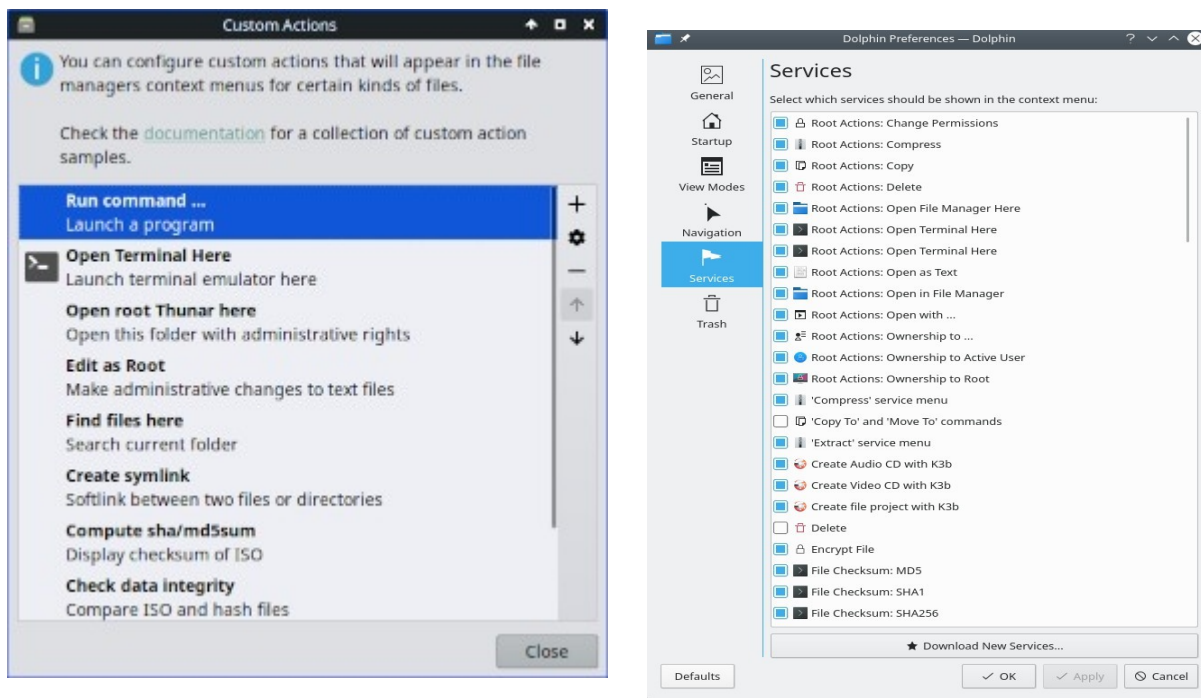 Custom Actions
You can configure custom actions that will appear in the file
managers context menus for certain kinds of files.
Check the documentation for a collection of custom action
samples.
Run command ...
Launch a program
Open Terminal Here
Launch terminal emulator here
Open root Thunar here
Open this folder with administrative rights
Edit as Root
Make administrative changes to text files
Find files here
Search current folder
Create symlink
Softlink between two files or directories
Compute sha/md5sum
Display checksum of ISO
Check data integrity
Compare ISO and hash files
Close
Dolphin Preferences — Dolphin
General
Startup
View Modes
Navigation
Services
Trash
Services
Select which services should be shown in the context menu:
Root Actions: Change Permissions
Root Actions: Compress
Root Actions: Copy
Root Actions: Delete
Root Actions: Open File Manager Here
Root Actions: Open Terminal Here
Root Actions: Open Terminal Here
Root Actions: Open as Text
Root Actions: Open in File Manager
Root Actions: Open with ...
Root Actions: Ownership to ...
Root Actions: Ownership to Active User
Root Actions: Ownership to Root
'Compress' service menu
'Copy To' and 'Move To' commands
'Extract' service menu
Create Audio CD with K3b
Create Video CD with K3b
Create file project with K3b
Delete
Encrypt File
File Checksum: MD5
File Checksum: SHA1
File Checksum: SHA256
Download New Services...
Defaults
OK
Apply
Cancel